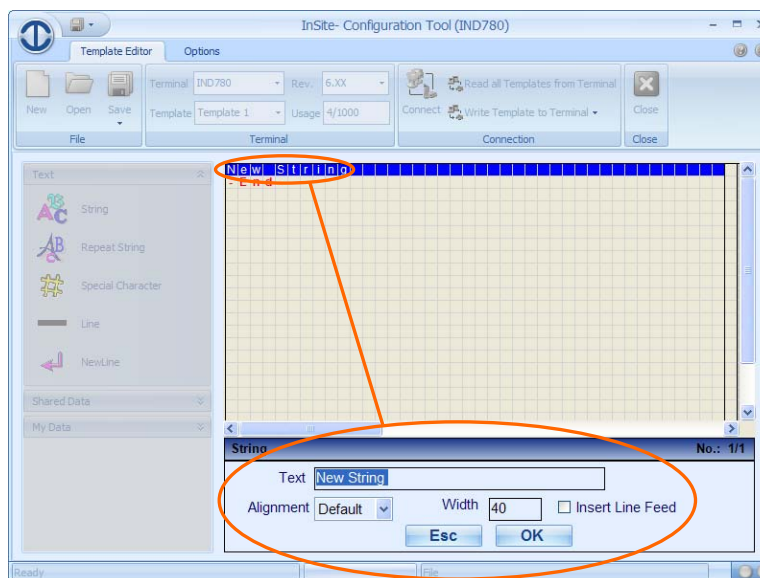 InSite- Configuration Tool (IND780)
Template Editor Options
New Open Save
File
Terminal IND780 Rev. 6.XX
Template Template 1 Usage 4/1000
Terminal
Connect Read all Templates from Terminal
Write Template to Terminal
Connection
Close
Close
Text
String
Repeat String
Special Character
Line
NewLine
Shared Data
My Data
New String
-End
String No.: 1/1
Text New String
Alignment Default Width 40 Insert Line Feed
Esc OK
Ready File